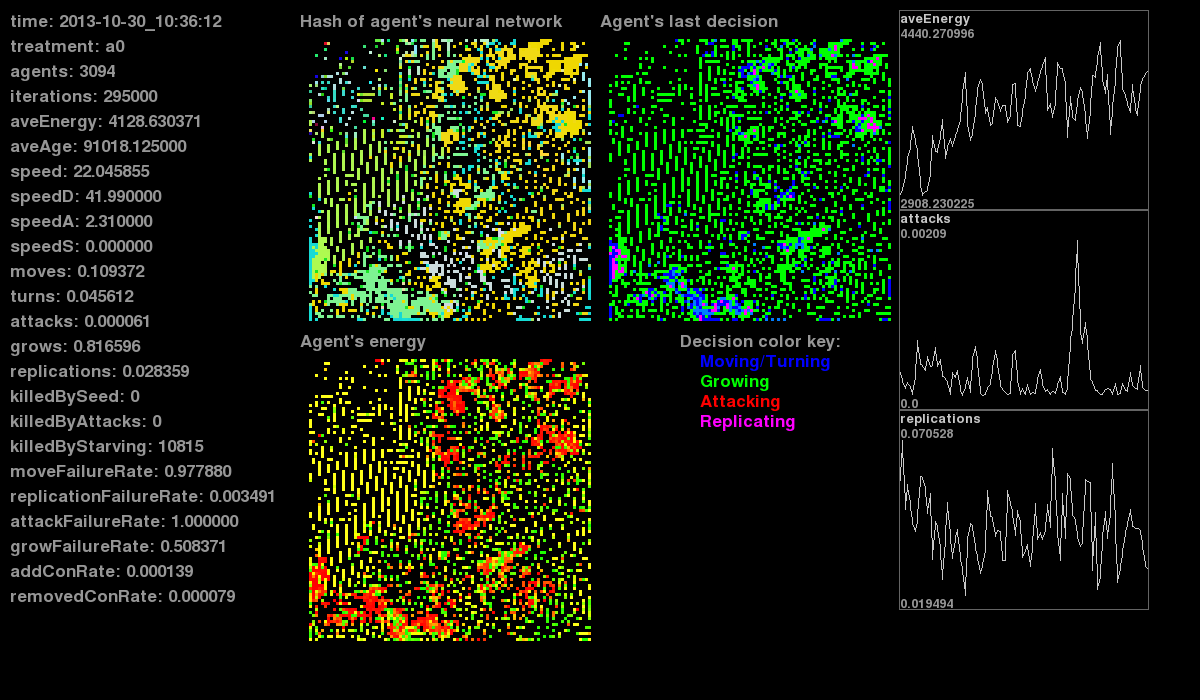 time: 2013-10-30_10:36:12
treatment: a0
agents: 3094
iterations: 295000
aveEnergy: 4128.630371
aveAge: 91018.125000
speed: 22.045855
speedD: 41.990000
speedA: 2.310000
speedS: 0.000000
moves: 0.109372
turns: 0.045612
attacks: 0.000061
grows: 0.816596
replications: 0.028359
killedBySeed: 0
killedByAttacks: 0
killedByStarving: 10815
moveFailureRate: 0.977880
replicationFailureRate: 0.003491
attackFailureRate: 1.000000
growFailureRate: 0.508371
addConRate: 0.000139
removedConRate: 0.000079
Hash of agent's neural network
Agent's last decision
Agent's energy
Decision color key:
Moving/Turning
Growing
Attacking
Replicating
aveEnergy
4440.270996
2908.230225
attacks
0.00209
0.0
replications
0.070528
0.019494